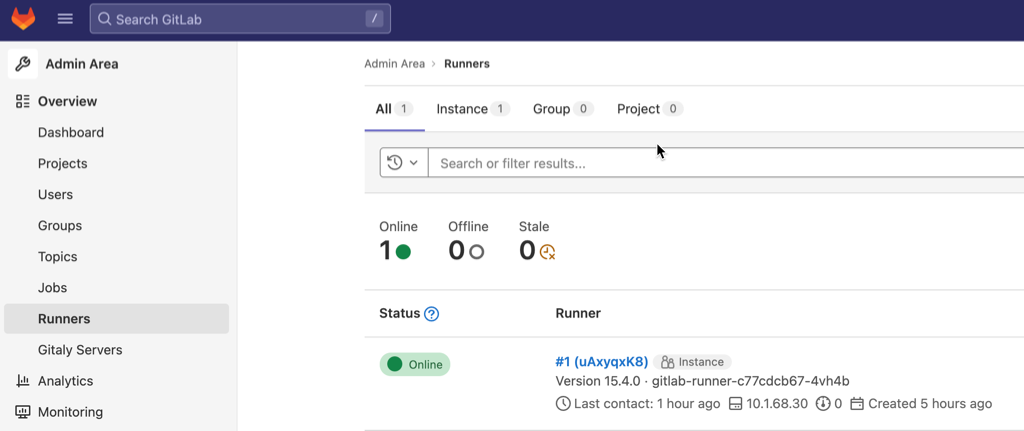 Search GitLab /
Admin Area
Overview
Dashboard
Projects
Users
Groups
Topics
Jobs
Runners
Gitaly Servers
Analytics
Monitoring
Admin Area › Runners
All 1 Instance 1 Group 0 Project 0
Search or filter results...
Online Offline Stale
1 0 0
Status ? Runner
Online
#1 (uAxyqxK8) Instance
Version 15.4.0 · gitlab-runner-c77cdcb67-4vh4b
Last contact: 1 hour ago 10.1.68.30 0 Created 5 hours ago